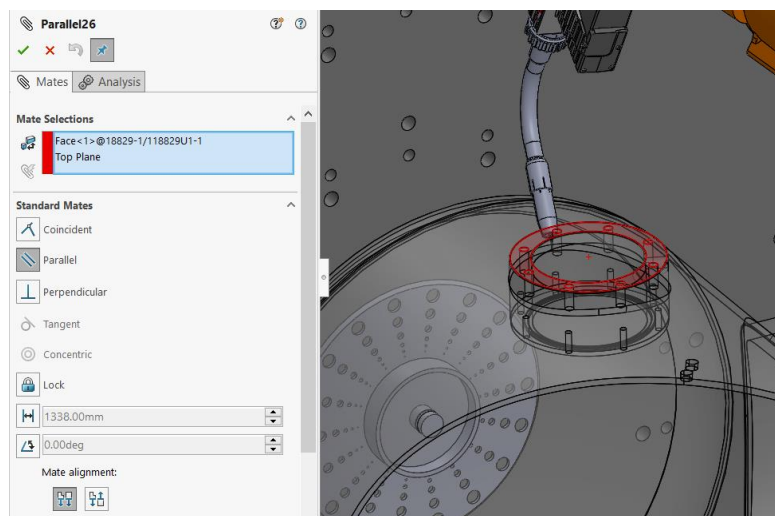 Parallel26
Mates
Analysis
Mate Selections
Face<1>@18829-1/118829U1-1
Top Plane
Standard Mates
Coincident
Parallel
Perpendicular
Tangent
Concentric
Lock
1338.00mm
0.00deg
Mate alignment: